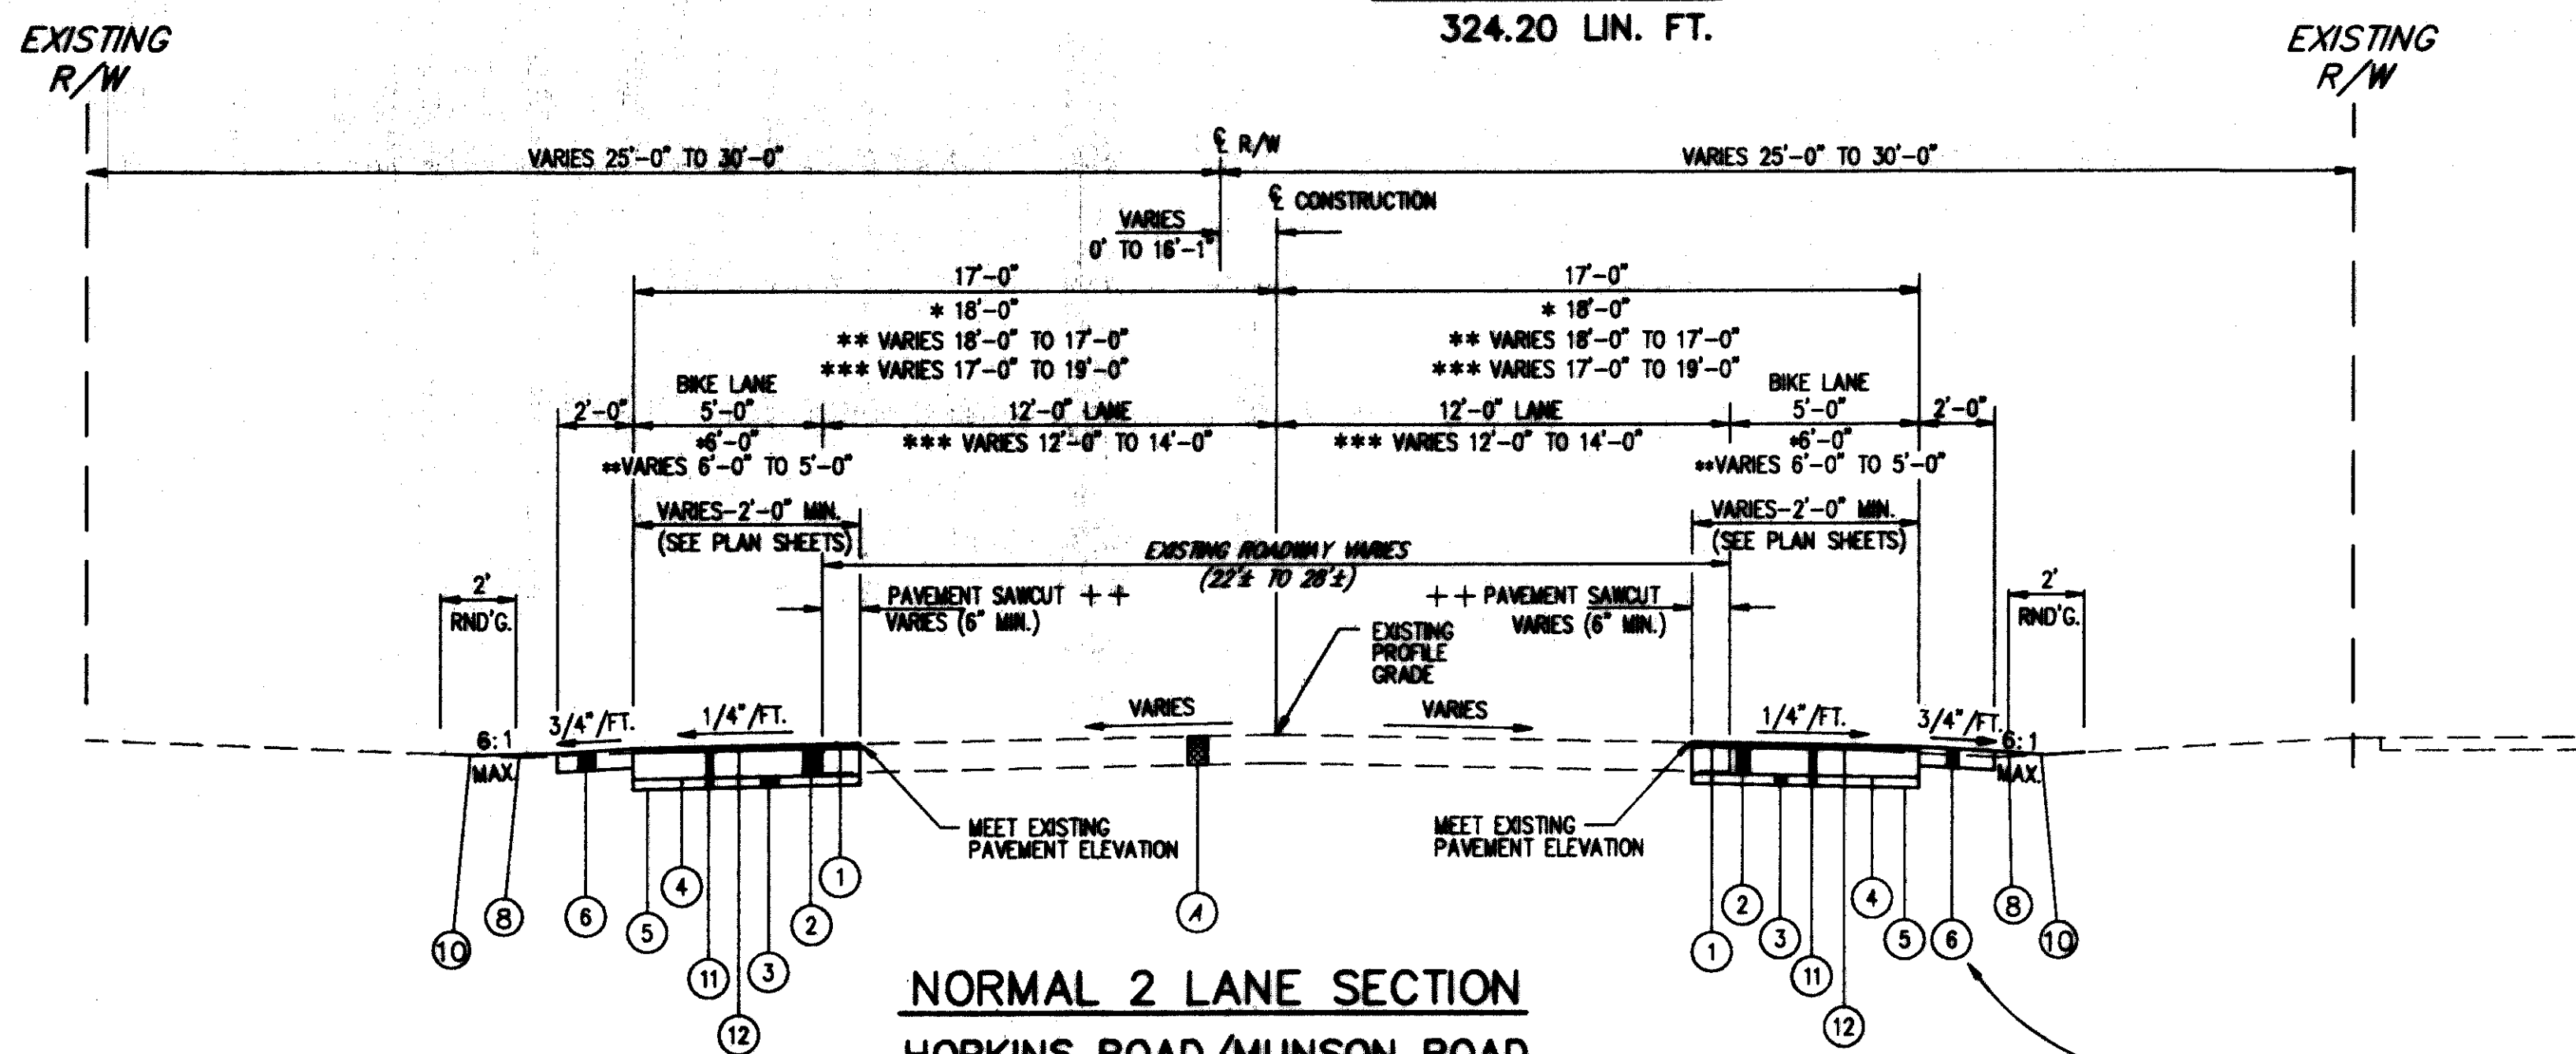 324.20 LIN. FT.
EXISTING
R/W
EXISTING
R/W
℄ R/W
VARIES 25'-0" TO 30'-0"
VARIES 25'-0" TO 30'-0"
℄ CONSTRUCTION
VARIES
0' TO 16'-1"
17'-0"
* 18'-0"
** VARIES 18'-0" TO 17'-0"
*** VARIES 17'-0" TO 19'-0"
17'-0"
* 18'-0"
** VARIES 18'-0" TO 17'-0"
*** VARIES 17'-0" TO 19'-0"
2'-0"
BIKE LANE
5'-0"
*6'-0"
**VARIES 6'-0" TO 5'-0"
12'-0" LANE
*** VARIES 12'-0" TO 14'-0"
12'-0" LANE
*** VARIES 12'-0" TO 14'-0"
BIKE LANE
5'-0"
*6'-0"
**VARIES 6'-0" TO 5'-0"
2'-0"
VARIES-2'-0" MIN.
(SEE PLAN SHEETS)
VARIES-2'-0" MIN.
(SEE PLAN SHEETS)
EXISTING ROADWAY VARIES
(22'± TO 28'±)
2'
RND'G.
PAVEMENT SAWCUT ++
VARIES (6" MIN.)
++ PAVEMENT SAWCUT
VARIES (6" MIN.)
2'
RND'G.
EXISTING
PROFILE
GRADE
3/4"/FT.
1/4"/FT.
VARIES
VARIES
1/4"/FT.
3/4"/FT.
6:1
MAX.
6:1
MAX.
MEET EXISTING
PAVEMENT ELEVATION
MEET EXISTING
PAVEMENT ELEVATION
10
8
6
5
4
11
12
3
2
1
A
1
2
3
11
12
4
5
6
8
10
NORMAL 2 LANE SECTION
HOPKINS ROAD/MUNSON ROAD